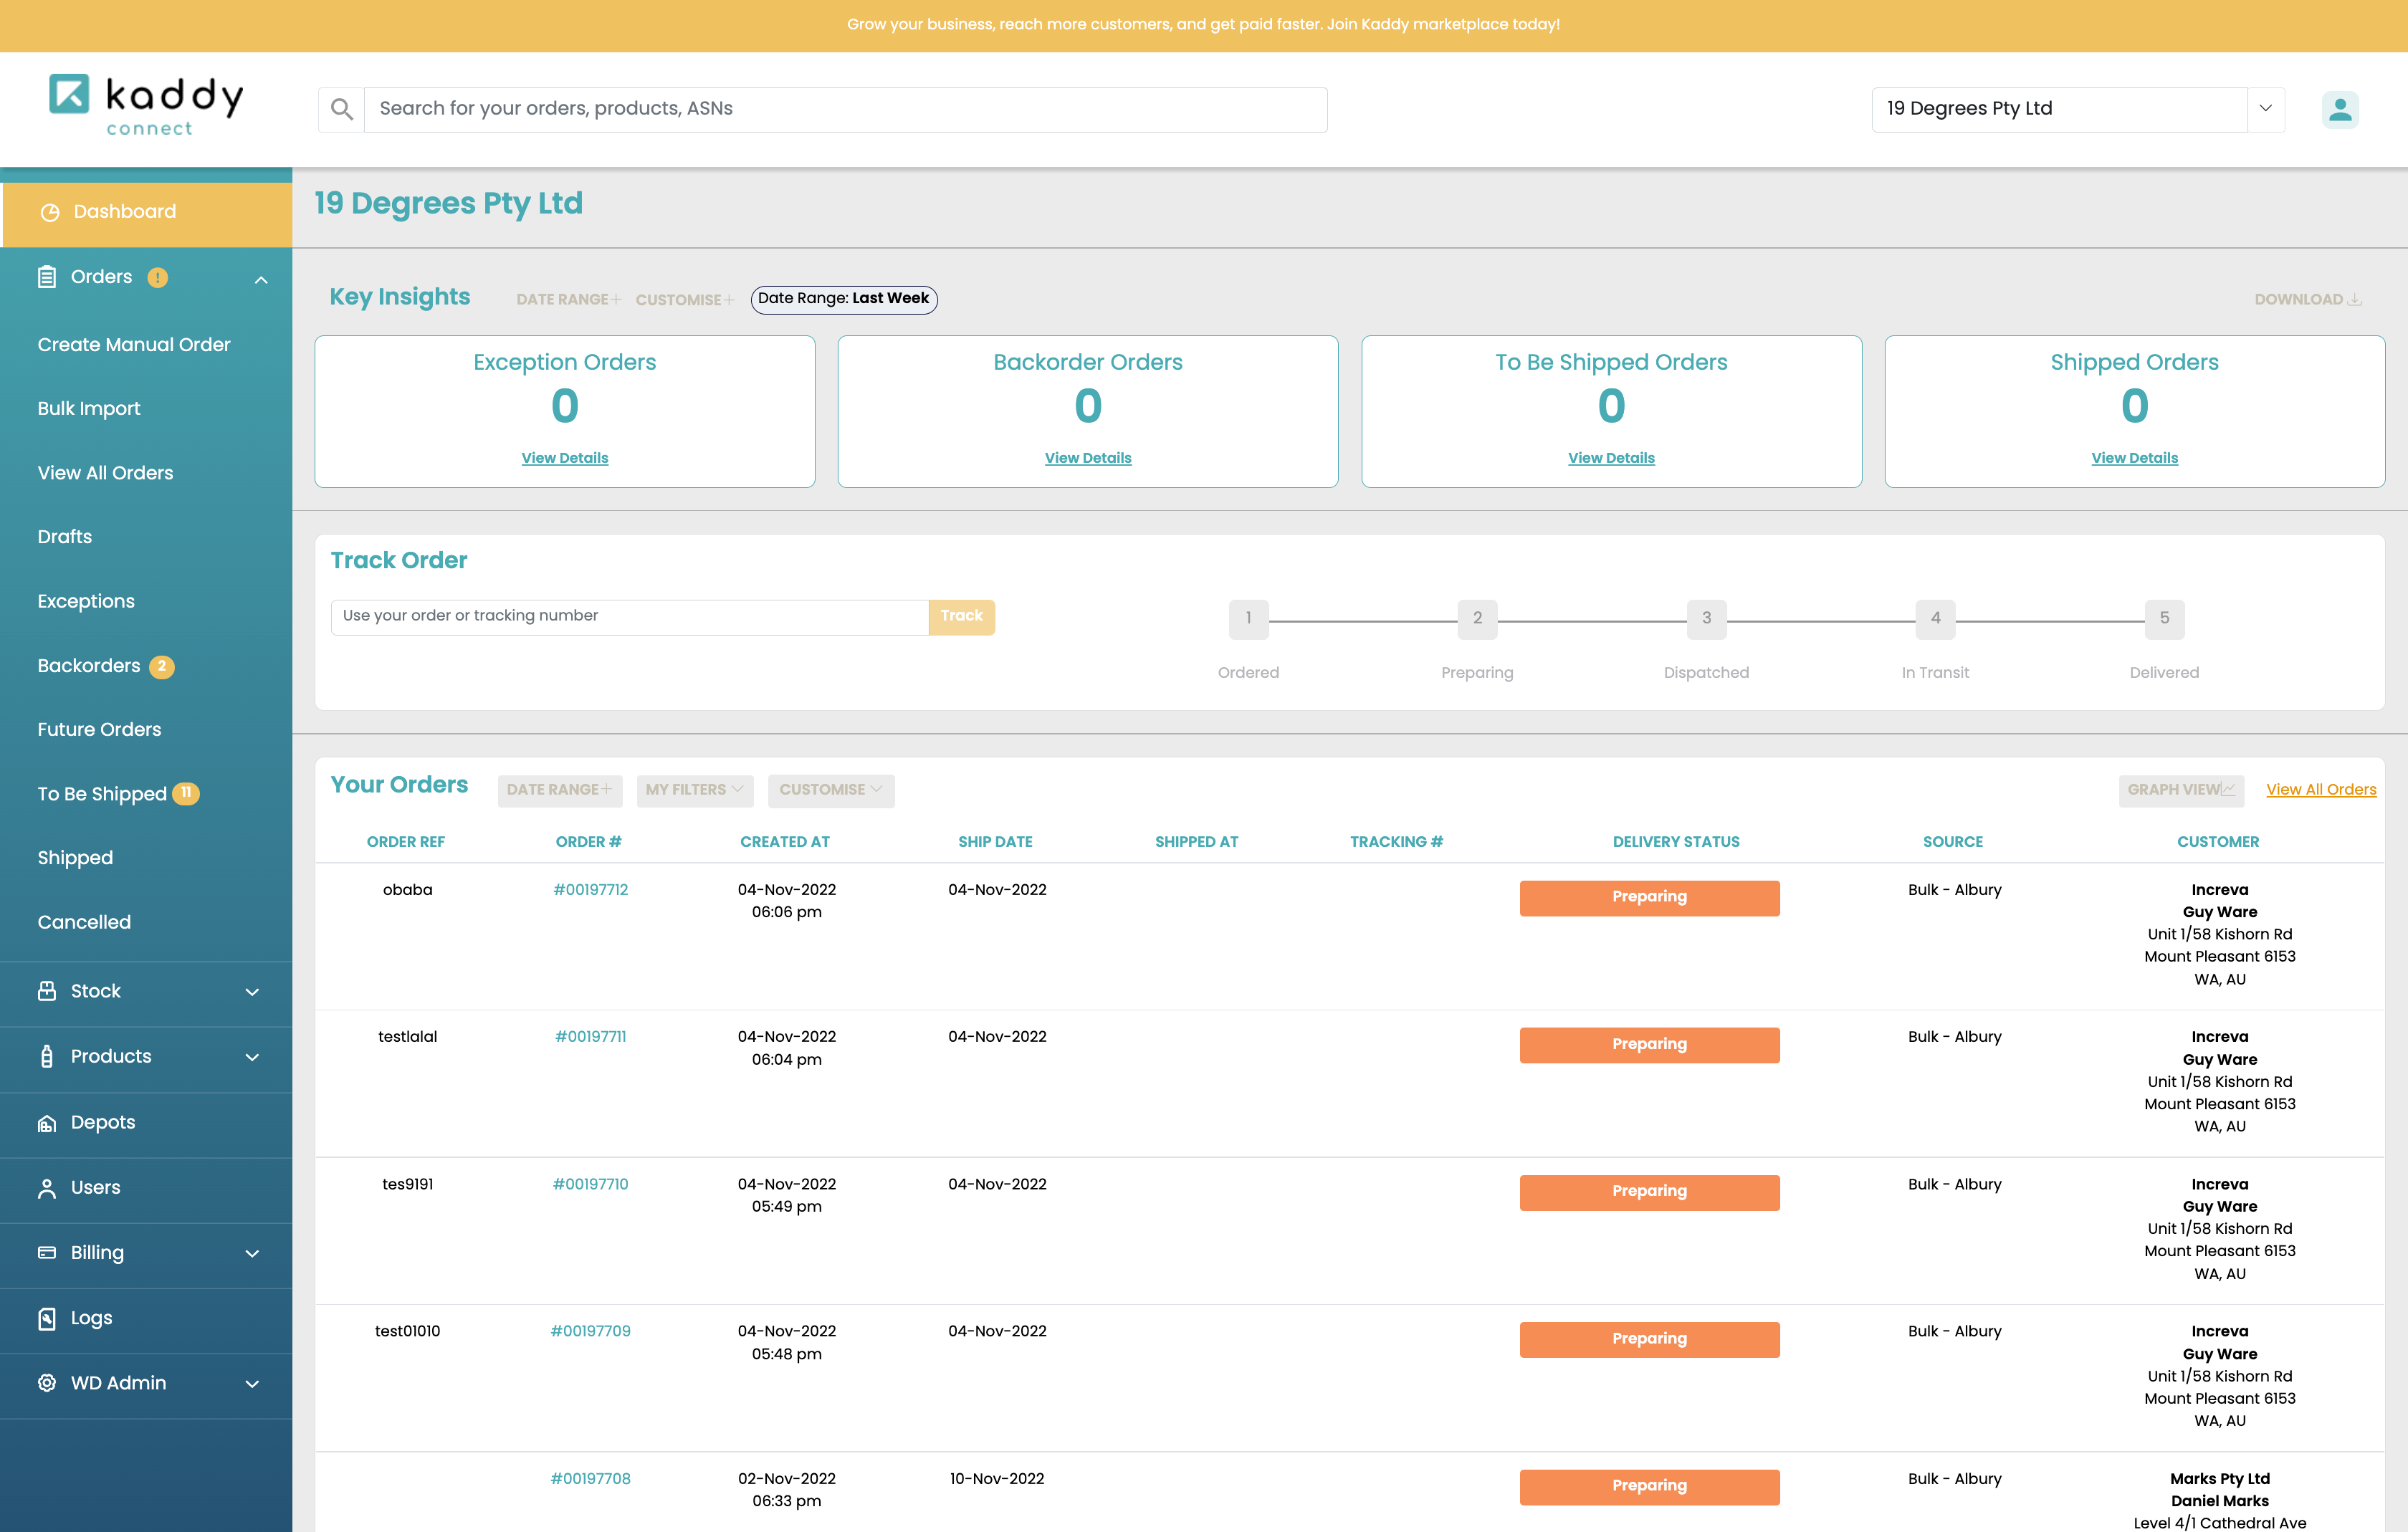 Grow your business, reach more customers, and get paid faster. Join Kaddy marketplace today!
kaddy
connect
Search for your orders, products, ASNs
19 Degrees Pty Ltd
Dashboard
Orders !
Create Manual Order
Bulk Import
View All Orders
Drafts
Exceptions
Backorders 2
Future Orders
To Be Shipped 11
Shipped
Cancelled
Stock
Products
Depots
Users
Billing
Logs
WD Admin
19 Degrees Pty Ltd
Key Insights DATE RANGE+ CUSTOMISE+ Date Range: Last Week DOWNLOAD
Exception Orders
0
View Details
Backorder Orders
0
View Details
To Be Shipped Orders
0
View Details
Shipped Orders
0
View Details
Track Order
Use your order or tracking number Track
1 2 3 4 5
Ordered Preparing Dispatched In Transit Delivered
Your Orders DATE RANGE+ MY FILTERS CUSTOMISE GRAPH VIEW View All Orders
ORDER REF ORDER # CREATED AT SHIP DATE SHIPPED AT TRACKING # DELIVERY STATUS SOURCE CUSTOMER
obaba #00197712 04-Nov-2022 04-Nov-2022 Preparing Bulk - Albury Increva
06:06 pm Guy Ware
Unit 1/58 Kishorn Rd
Mount Pleasant 6153
WA, AU
testlalal #00197711 04-Nov-2022 04-Nov-2022 Preparing Bulk - Albury Increva
06:04 pm Guy Ware
Unit 1/58 Kishorn Rd
Mount Pleasant 6153
WA, AU
tes9191 #00197710 04-Nov-2022 04-Nov-2022 Preparing Bulk - Albury Increva
05:49 pm Guy Ware
Unit 1/58 Kishorn Rd
Mount Pleasant 6153
WA, AU
test01010 #00197709 04-Nov-2022 04-Nov-2022 Preparing Bulk - Albury Increva
05:48 pm Guy Ware
Unit 1/58 Kishorn Rd
Mount Pleasant 6153
WA, AU
#00197708 02-Nov-2022 10-Nov-2022 Preparing Bulk - Albury Marks Pty Ltd
06:33 pm Daniel Marks
Level 4/1 Cathedral Ave